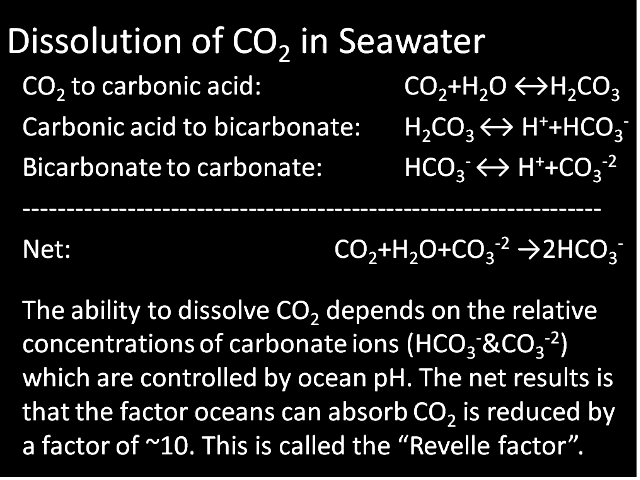 Dissolution of CO₂ in Seawater
CO₂ to carbonic acid: CO₂+H₂O ↔H₂CO₃
Carbonic acid to bicarbonate: H₂CO₃↔ H⁺+HCO₃⁻
Bicarbonate to carbonate: HCO₃⁻↔ H⁺+CO₃⁻²
------------------------------------------------------------------
Net: CO₂+H₂O+CO₃⁻² →2HCO₃⁻
The ability to dissolve CO₂ depends on the relative
concentrations of carbonate ions (HCO₃⁻&CO₃⁻²)
which are controlled by ocean pH. The net results is
that the factor oceans can absorb CO₂ is reduced by
a factor of ~10. This is called the “Revelle factor”.